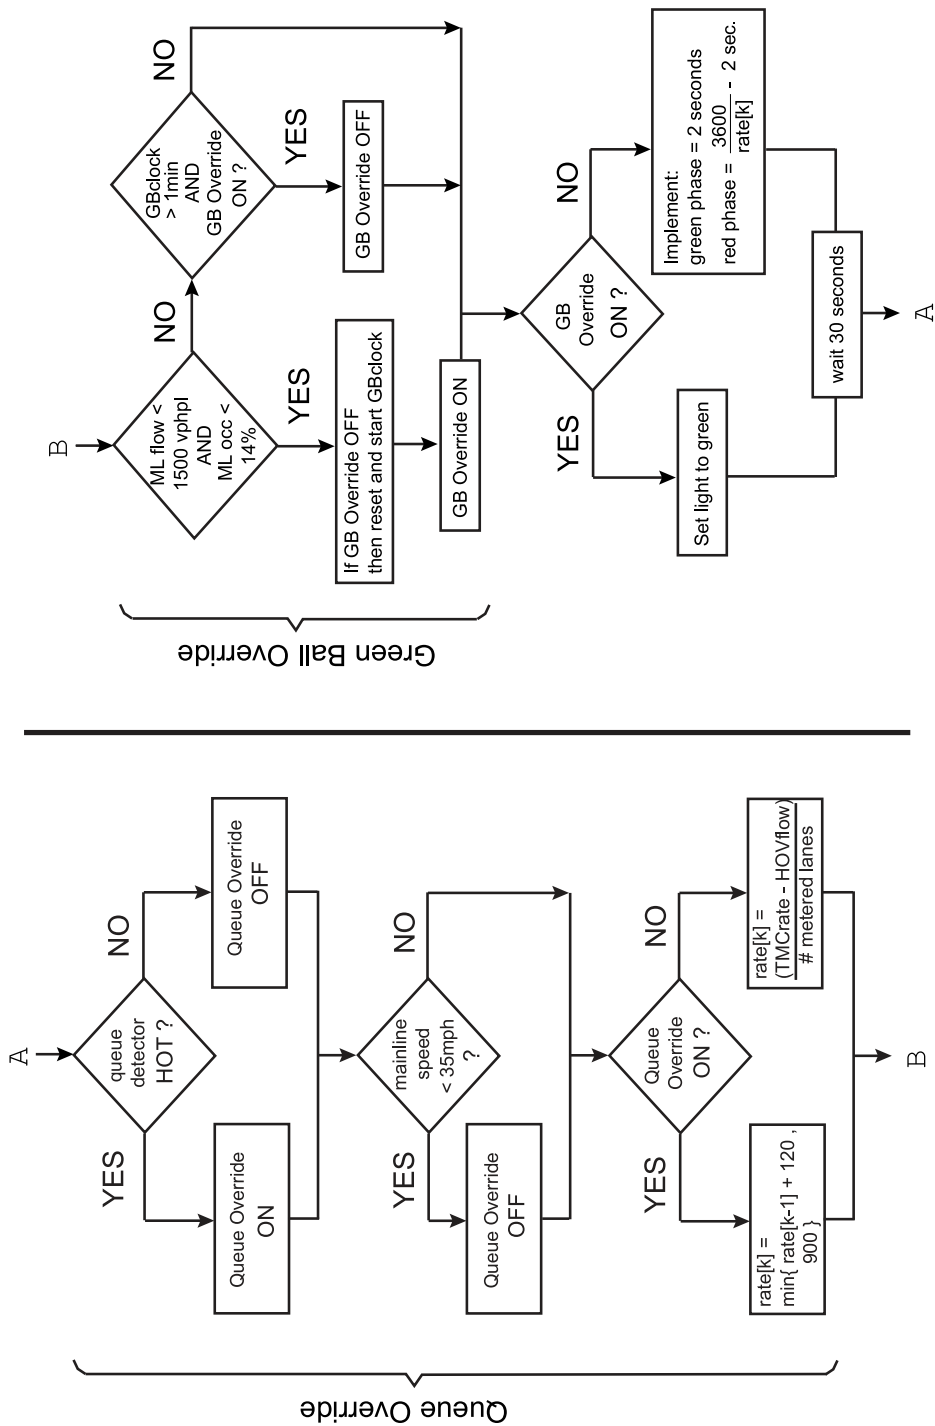 Queue Override
A
queue
detector
HOT ?
YES
NO
Queue Override
ON
Queue Override
OFF
mainline
speed
< 35mph
?
YES
NO
Queue Override
OFF
Queue
Override
ON ?
YES
NO
rate[k] =
min{ rate[k-1] + 120 ,
900 }
rate[k] =
(TMCrate - HOVflow)
# metered lanes
B
Green Ball Override
B
ML flow <
1500 vphpl
AND
ML occ <
14%
NO
YES
GBclock
> 1min
AND
GB Override
ON ?
NO
YES
If GB Override OFF
then reset and start GBclock
GB Override OFF
GB Override ON
GB
Override
ON ?
YES
NO
Set light to green
Implement:
green phase = 2 seconds
red phase = 3600 / rate[k] - 2 sec.
wait 30 seconds
A